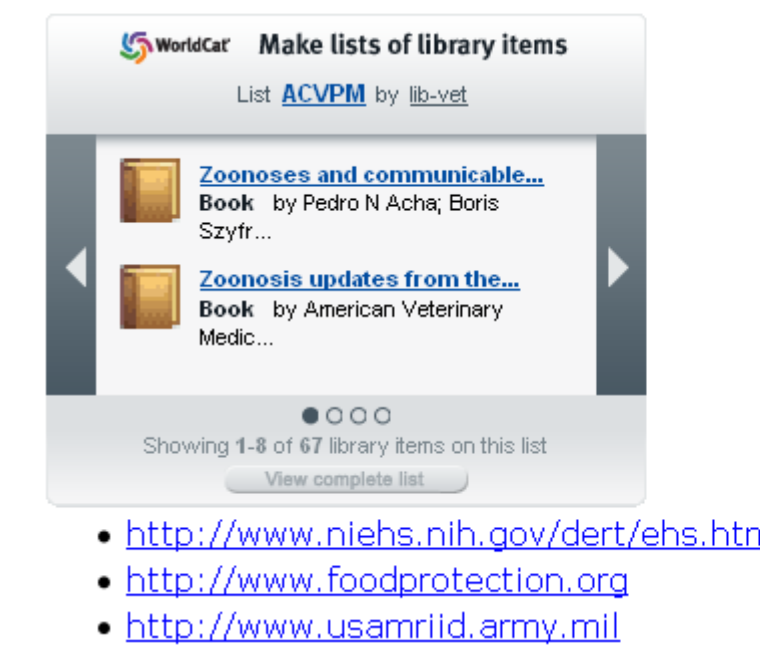 WorldCat Make lists of library items
List ACVPM by lib-vet
Zoonoses and communicable...
Book by Pedro N Acha; Boris
Szyfr...
Zoonosis updates from the...
Book by American Veterinary
Medic...
Showing 1-8 of 67 library items on this list
View complete list
• http://www.niehs.nih.gov/dert/ehs.htm
• http://www.foodprotection.org
• http://www.usamriid.army.mil